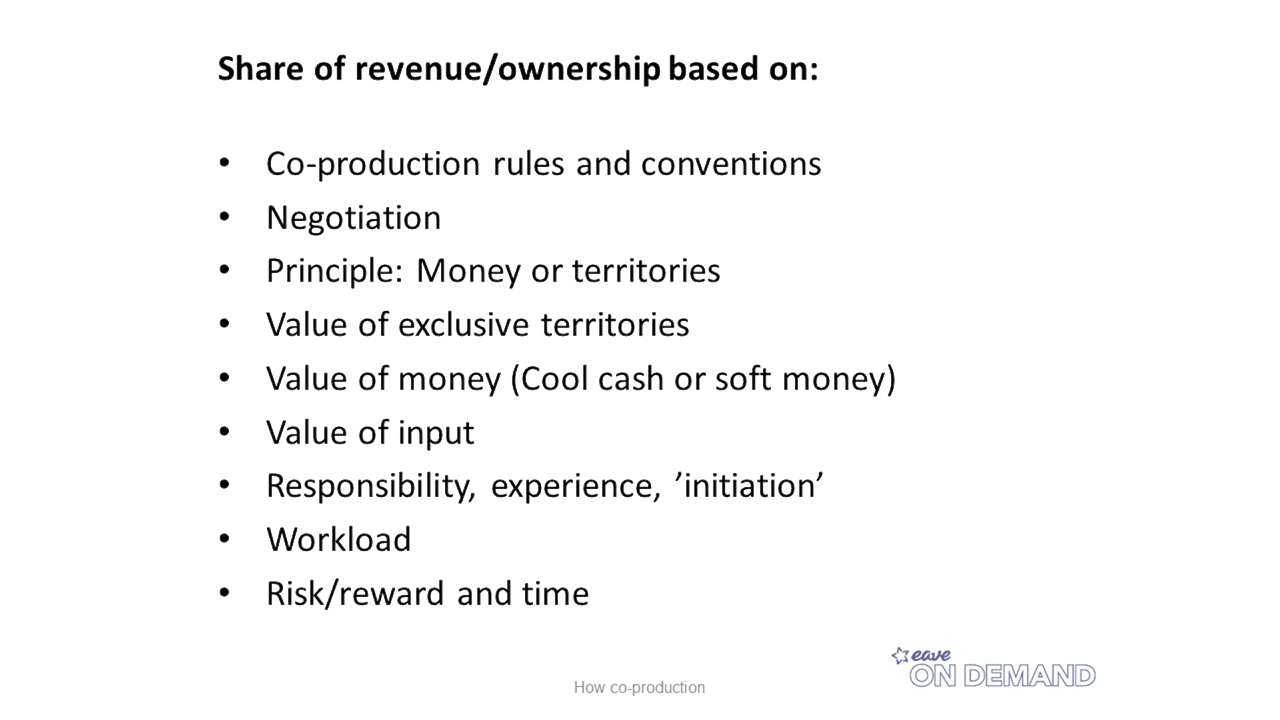 Share of revenue/ownership based on:
• Co-production rules and conventions
• Negotiation
• Principle: Money or territories
• Value of exclusive territories
• Value of money (Cool cash or soft money)
• Value of input
• Responsibility, experience, ’initiation’
• Workload
• Risk/reward and time
eave
ON DEMAND
How co-production